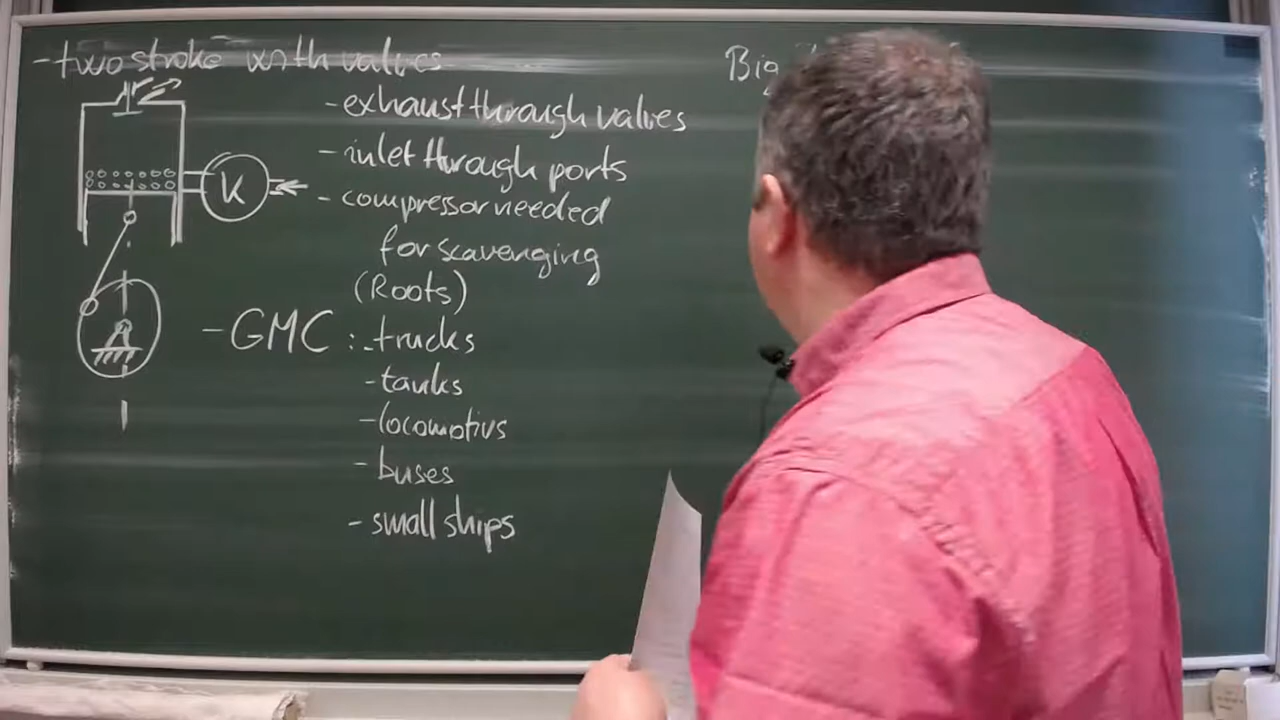 -two stroke with valves
-exhaust through valves
-inlet through ports
K
-compressor needed
for scavenging
(Roots)
-GMC:-trucks
-tanks
-locomotivs
-buses
-small ships
Big